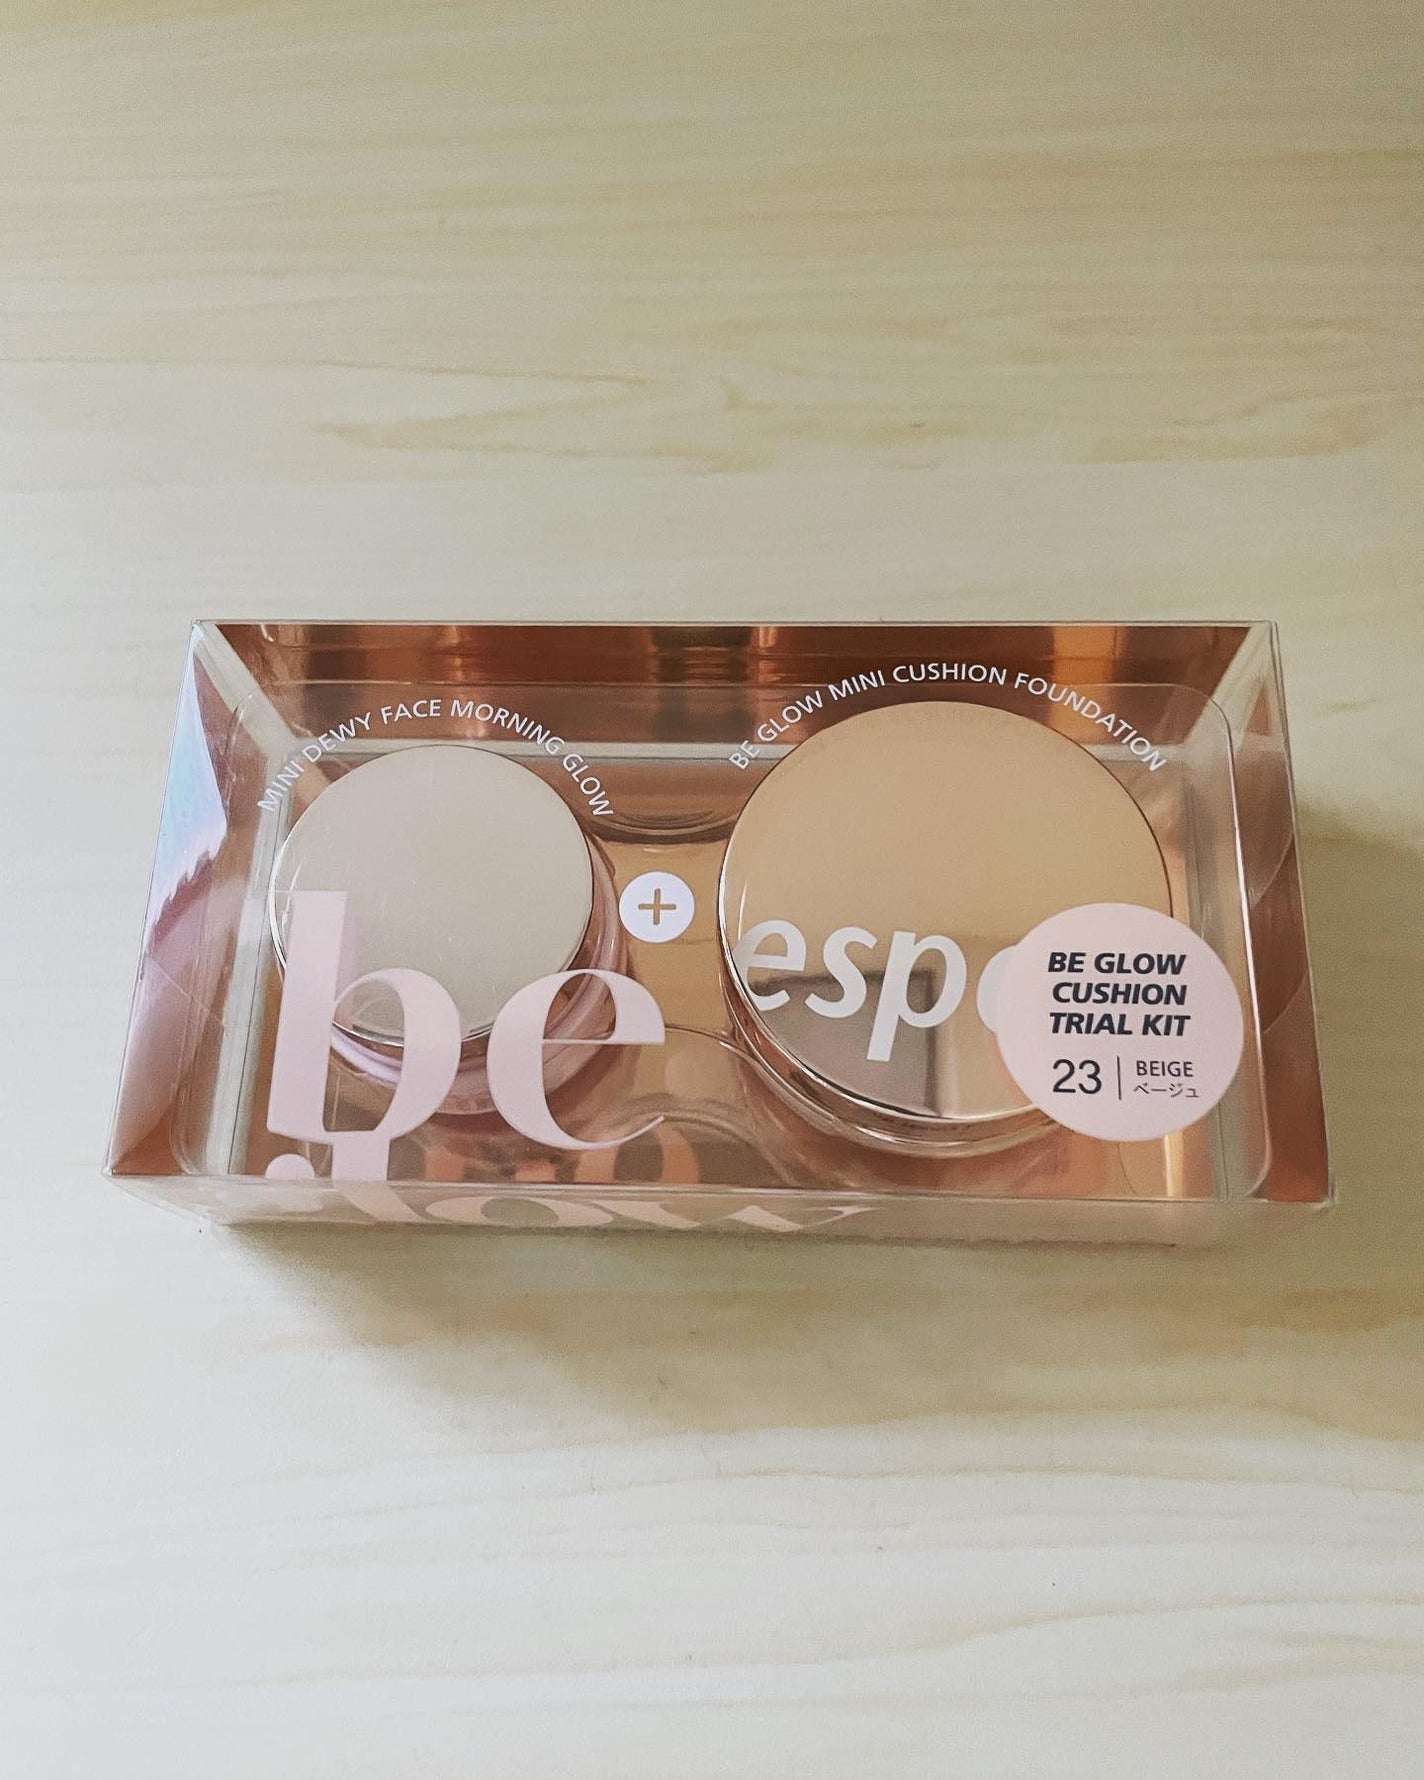 MINI DEWY FACE MORNING GLOW
BE GLOW MINI CUSHION FOUNDATION
be
esp
BE GLOW
CUSHION
TRIAL KIT
23 | BEIGE
ベージュ